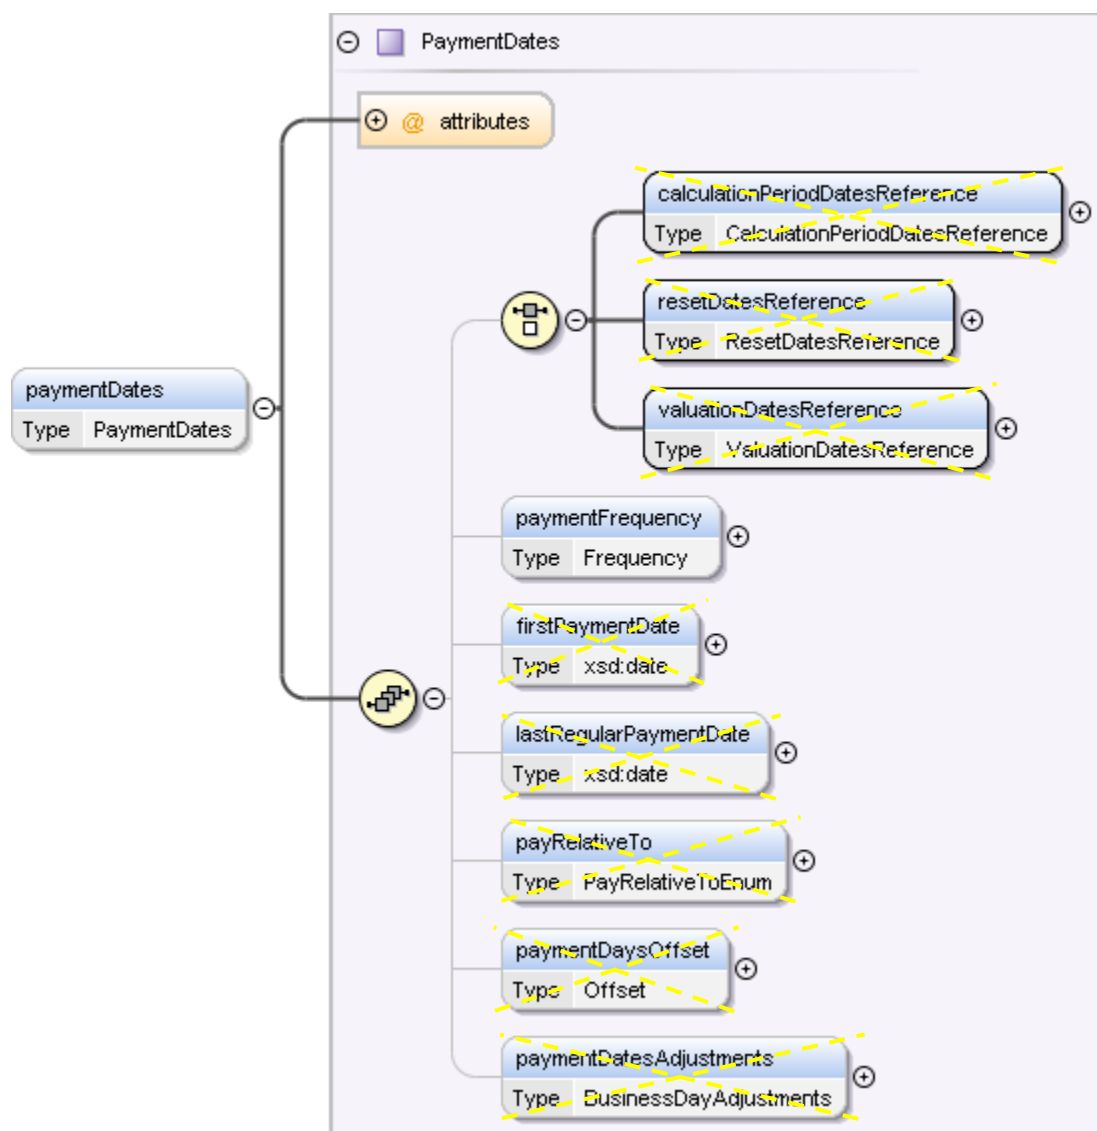 PaymentDates
@ attributes
calculationPeriodDatesReference
Type CalculationPeriodDatesReference
resetDatesReference
Type ResetDatesReference
paymentDates
Type PaymentDates
valuationDatesReference
Type ValuationDatesReference
paymentFrequency
Type Frequency
firstPaymentDate
Type xsd:date
lastRegularPaymentDate
Type xsd:date
payRelativeTo
Type PayRelativeToEnum
paymentDaysOffset
Type Offset
paymentDatesAdjustments
Type BusinessDayAdjustments